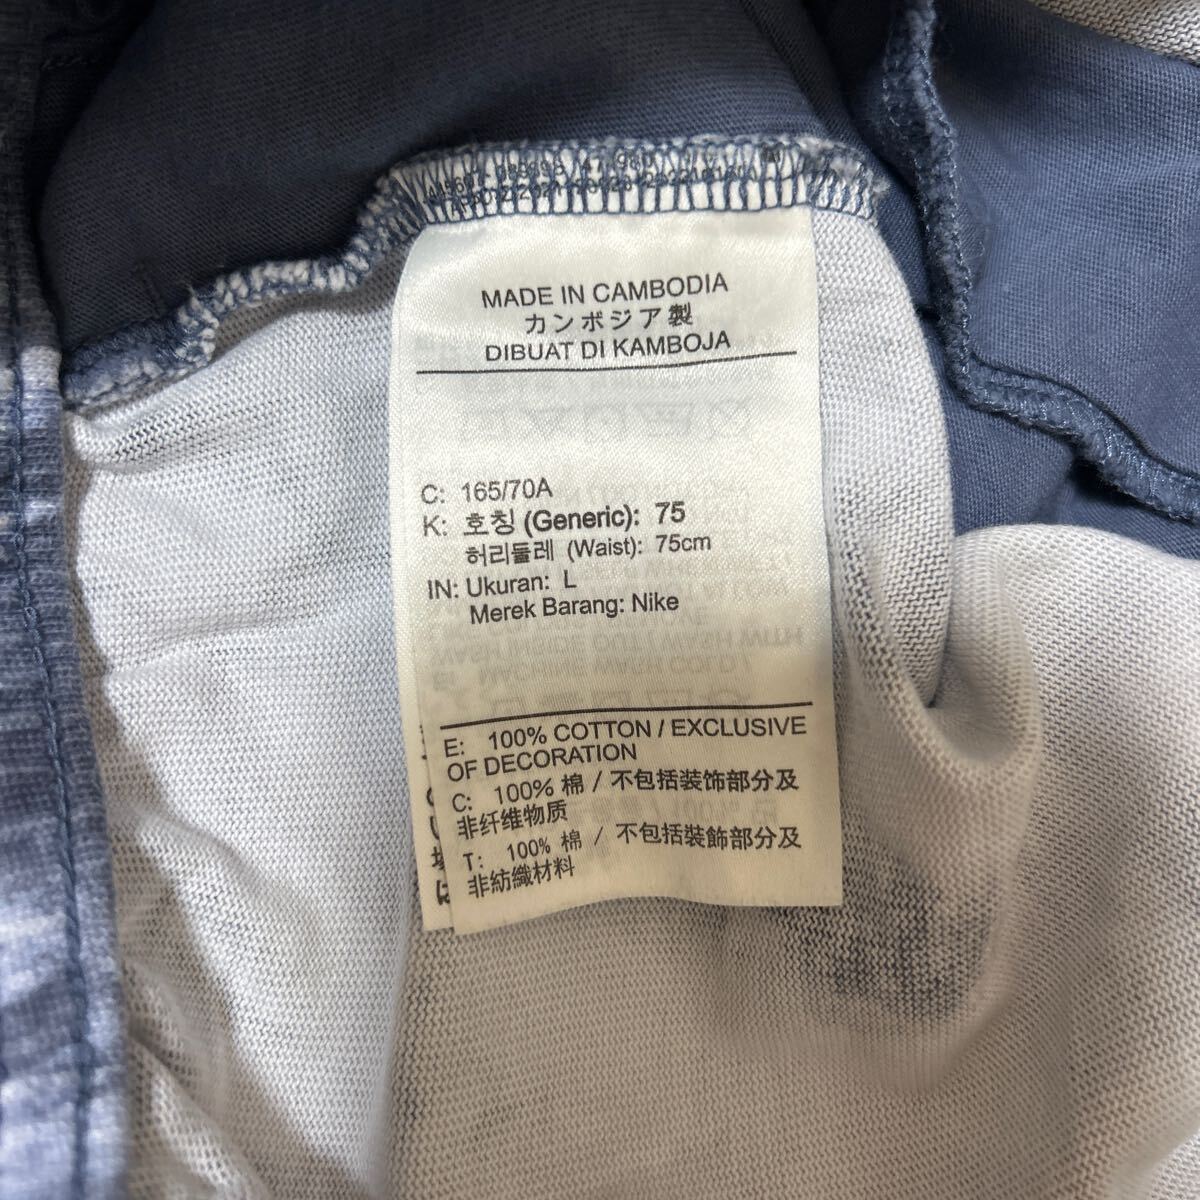 MADE IN CAMBODIA
カンボジア製
DIBUAT DI KAMBOJA
C: 165/70A
K: 호칭 (Generic): 75
허리둘레 (Waist): 75cm
IN: Ukuran: L
Merek Barang: Nike
E: 100% COTTON / EXCLUSIVE
OF DECORATION
C: 100% 棉 / 不包括装饰部分及
非纤维物质
T: 100% 棉 / 不包括裝飾部分及
非紡織材料